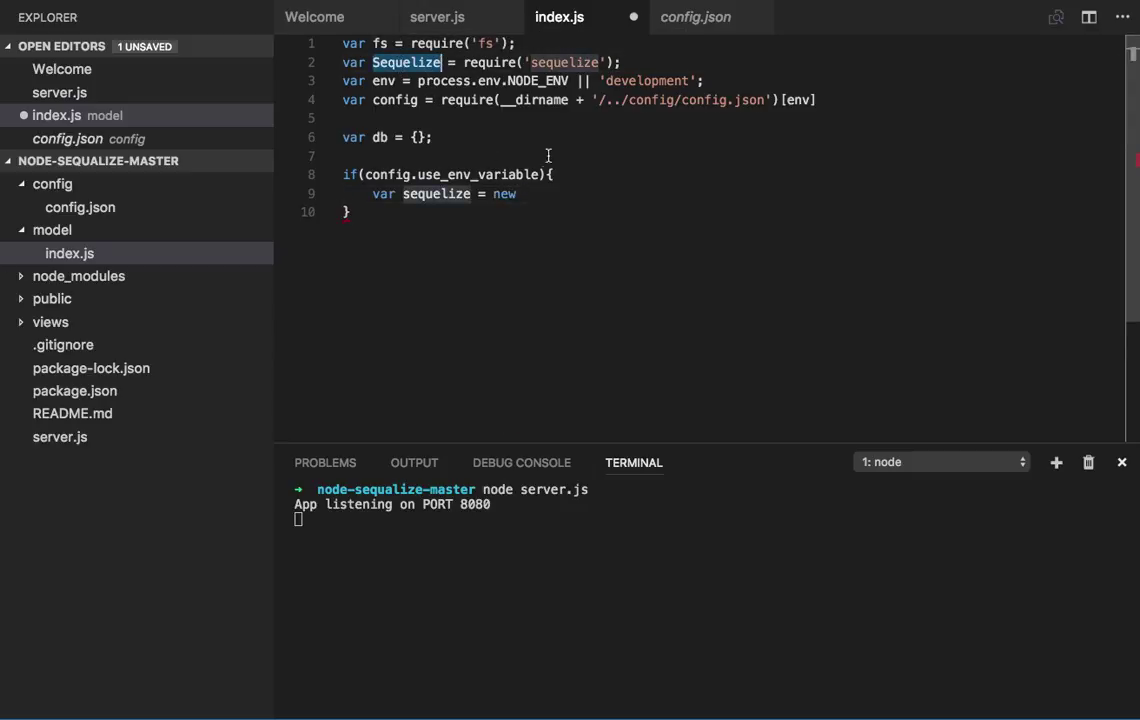 EXPLORER
OPEN EDITORS 1 UNSAVED
Welcome
server.js
index.js model
config.json config
NODE-SEQUALIZE-MASTER
config
config.json
model
index.js
node_modules
public
views
.gitignore
package-lock.json
package.json
README.md
server.js
Welcome server.js index.js config.json
1 var fs = require('fs');
2 var Sequelize = require('sequelize');
3 var env = process.env.NODE_ENV || 'development';
4 var config = require(__dirname + '/../config/config.json')[env]
5
6 var db = {};
7
8 if(config.use_env_variable){
9 var sequelize = new
10 }
PROBLEMS OUTPUT DEBUG CONSOLE TERMINAL 1: node
→ node-sequalize-master node server.js
App listening on PORT 8080